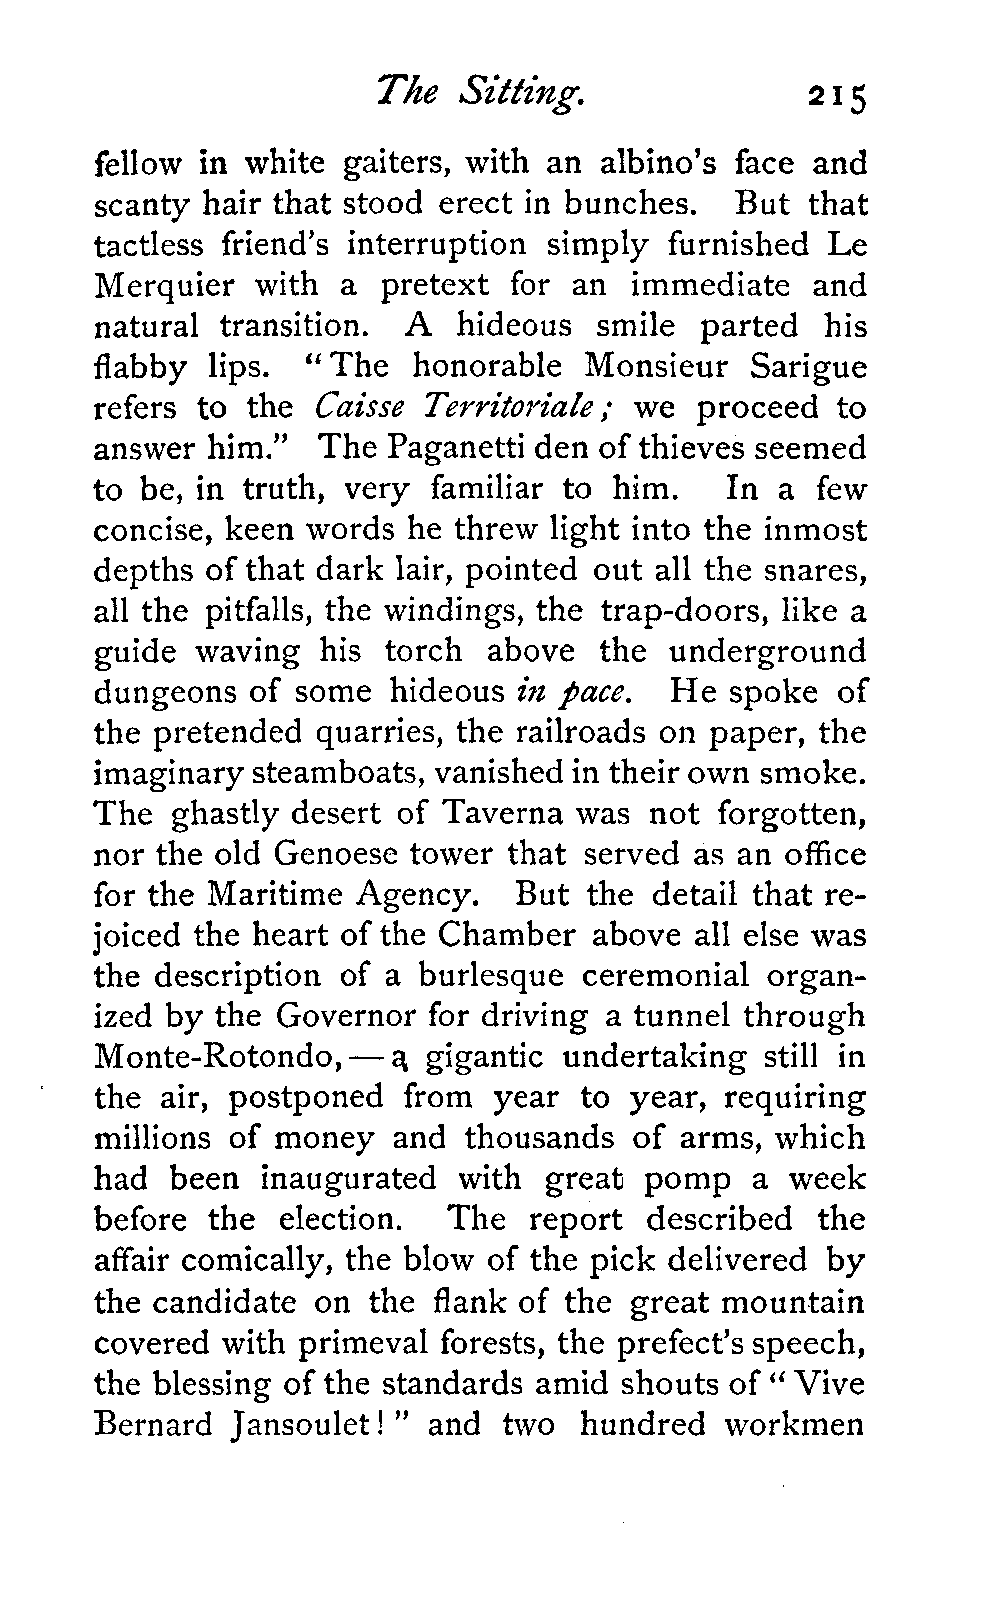 The Sitting. 215
fellow in white gaiters, with an albino's face and
scanty hair that stood erect in bunches. But that
tactless friend's interruption simply furnished Le
Merquier with a pretext for an immediate and
natural transition. A hideous smile parted his
flabby lips. "The honorable Monsieur Sarigue
refers to the Caisse Territoriale; we proceed to
answer him." The Paganetti den of thieves seemed
to be, in truth, very familiar to him. In a few
concise, keen words he threw light into the inmost
depths of that dark lair, pointed out all the snares,
all the pitfalls, the windings, the trap-doors, like a
guide waving his torch above the underground
dungeons of some hideous in pace. He spoke of
the pretended quarries, the railroads on paper, the
imaginary steamboats, vanished in their own smoke.
The ghastly desert of Taverna was not forgotten,
nor the old Genoese tower that served as an office
for the Maritime Agency. But the detail that re-
joiced the heart of the Chamber above all else was
the description of a burlesque ceremonial organ-
ized by the Governor for driving a tunnel through
Monte-Rotondo,—a gigantic undertaking still in
the air, postponed from year to year, requiring
millions of money and thousands of arms, which
had been inaugurated with great pomp a week
before the election. The report described the
affair comically, the blow of the pick delivered by
the candidate on the flank of the great mountain
covered with primeval forests, the prefect's speech,
the blessing of the standards amid shouts of "Vive
Bernard Jansoulet!" and two hundred workmen